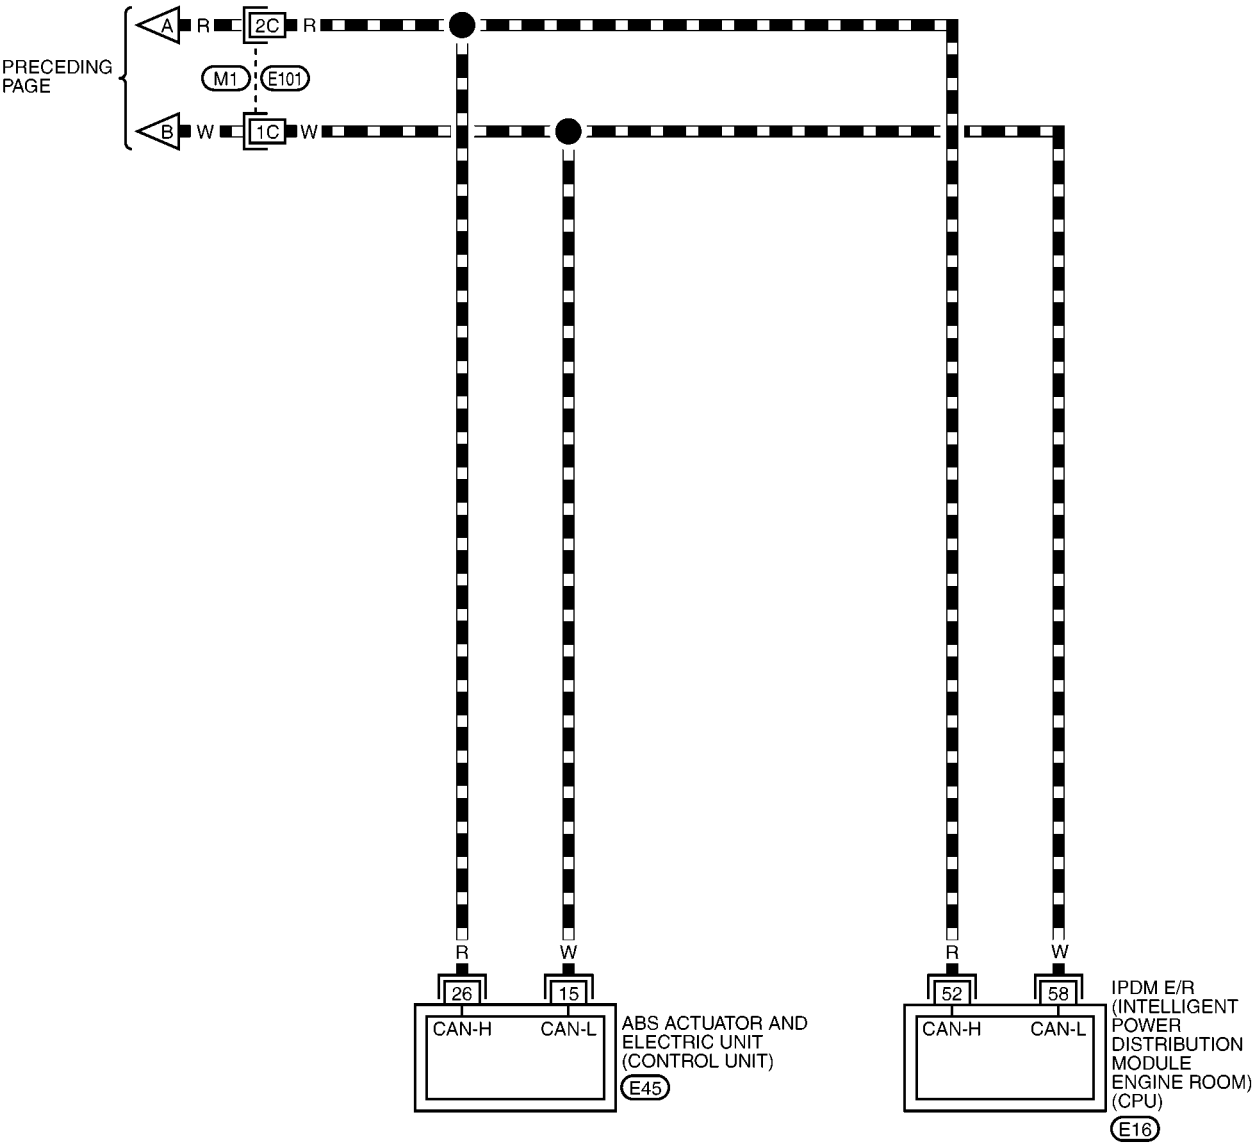 A R 2C R
PRECEDING
PAGE
M1 E101
B W 1C W
R W R W
26 15 52 58
CAN-H CAN-L
ABS ACTUATOR AND
ELECTRIC UNIT
(CONTROL UNIT)
E45
CAN-H CAN-L
IPDM E/R
(INTELLIGENT
POWER
DISTRIBUTION
MODULE
ENGINE ROOM)
(CPU)
E16